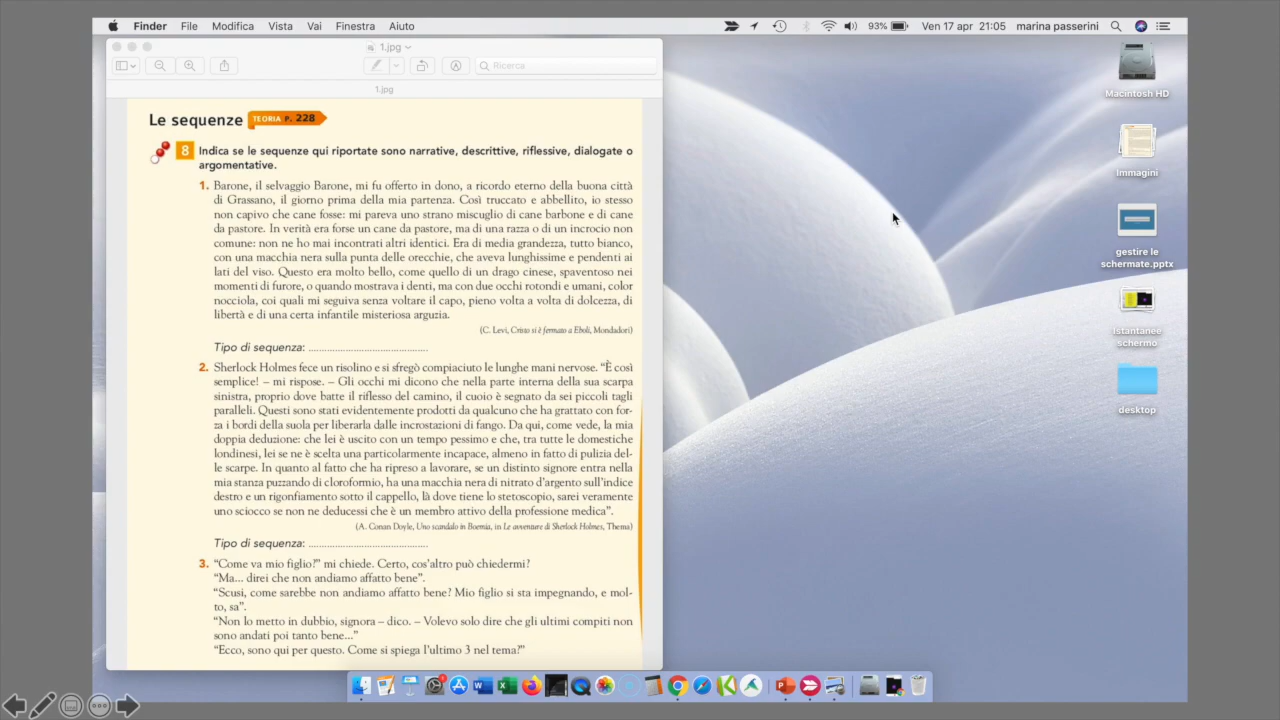 Finder File Modifica Vista Vai Finestra Aiuto 93% Ven 17 apr 21:05 marina passerini
1.jpg
Ricerca
1.jpg
Le sequenze TEORIA P. 228
8 Indica se le sequenze qui riportate sono narrative, descrittive, riflessive, dialogate o
argomentative.
1. Barone, il selvaggio Barone, mi fu offerto in dono, a ricordo eterno della buona città
di Grassano, il giorno prima della mia partenza. Così truccato e abbellito, io stesso
non capivo che cane fosse: mi pareva uno strano miscuglio di cane barbone e di cane
da pastore. In verità era forse un cane da pastore, ma di una razza o di un incrocio non
comune: non ne ho mai incontrati altri identici. Era di media grandezza, tutto bianco,
con una macchia nera sulla punta delle orecchie, che aveva lunghissime e pendenti ai
lati del viso. Questo era molto bello, come quello di un drago cinese, spaventoso nei
momenti di furore, o quando mostrava i denti, ma con due occhi rotondi e umani, color
nocciola, coi quali mi seguiva senza voltare il capo, pieno volta a volta di dolcezza, di
libertà e di una certa infantile misteriosa arguzia.
(C. Levi, Cristo si è fermato a Eboli, Mondadori)
Tipo di sequenza: ........................................
2. Sherlock Holmes fece un risolino e si sfregò compiaciuto le lunghe mani nervose. “È così
semplice! – mi rispose. – Gli occhi mi dicono che nella parte interna della sua scarpa
sinistra, proprio dove batte il riflesso del camino, il cuoio è segnato da sei piccoli tagli
paralleli. Questi sono stati evidentemente prodotti da qualcuno che ha grattato con for-
za i bordi della suola per liberarla dalle incrostazioni di fango. Da qui, come vede, la mia
doppia deduzione: che lei è uscito con un tempo pessimo e che, tra tutte le domestiche
londinesi, lei se ne è scelta una particolarmente incapace, almeno in fatto di pulizia del-
le scarpe. In quanto al fatto che ha ripreso a lavorare, se un distinto signore entra nella
mia stanza puzzando di cloroformio, ha una macchia nera di nitrato d’argento sull’indice
destro e un rigonfiamento sotto il cappello, là dove tiene lo stetoscopio, sarei veramente
uno sciocco se non ne deducessi che è un membro attivo della professione medica”.
(A. Conan Doyle, Uno scandalo in Boemia, in Le avventure di Sherlock Holmes, Thema)
Tipo di sequenza: ........................................
3. “Come va mio figlio?” mi chiede. Certo, cos’altro può chiedermi?
“Ma... direi che non andiamo affatto bene”.
“Scusi, come sarebbe non andiamo affatto bene? Mio figlio si sta impegnando, e mol-
to, sa”.
“Non lo metto in dubbio, signora – dico. – Volevo solo dire che gli ultimi compiti non
sono andati poi tanto bene...”
“Ecco, sono qui per questo. Come si spiega l’ultimo 3 nel tema?”
Macintosh HD
Immagini
gestire le
schermate.pptx
Istantanee
schermo
desktop